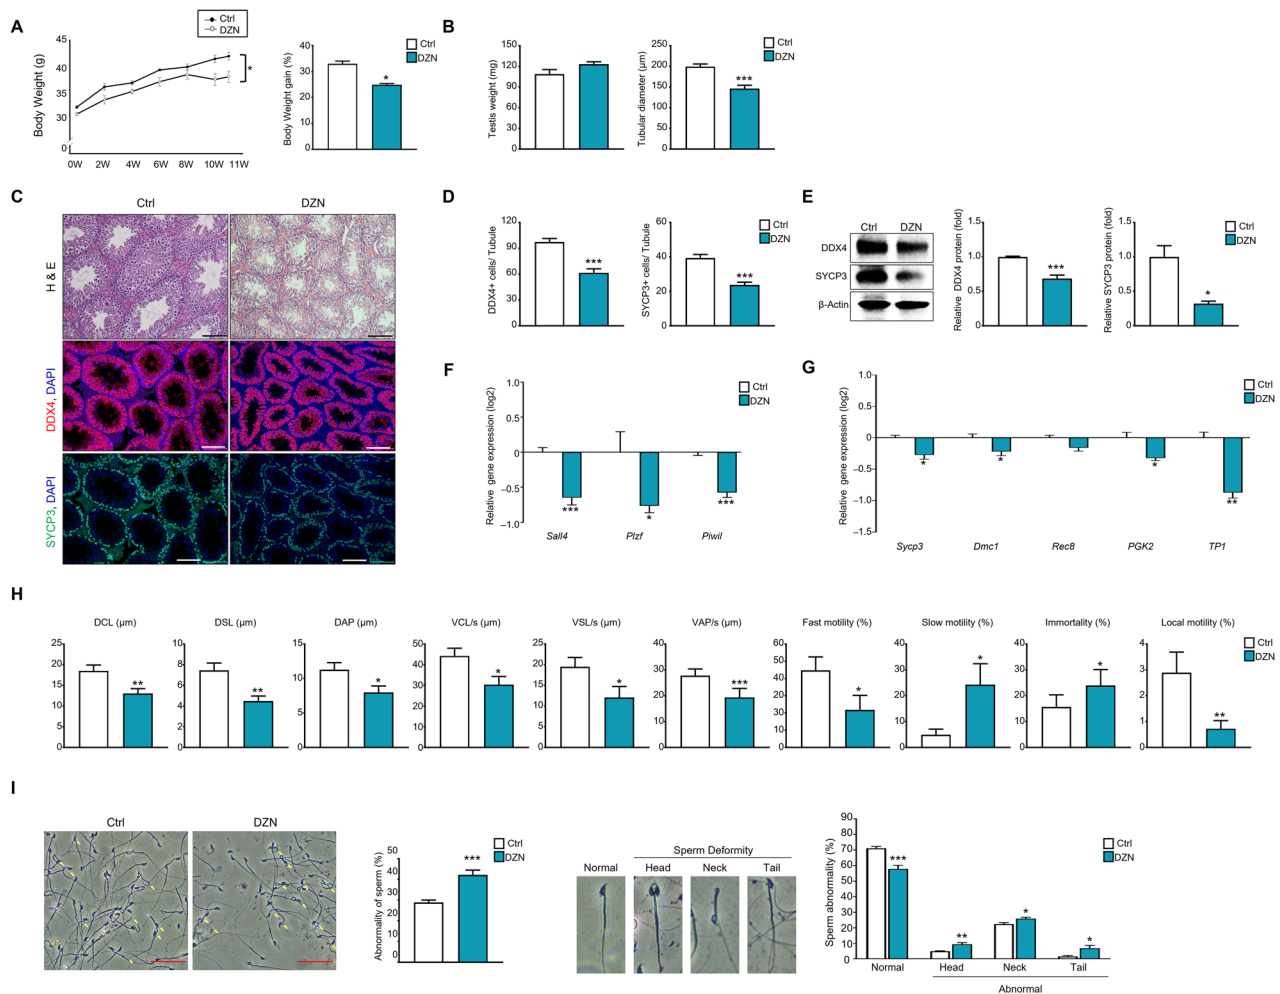 A
Ctrl
DZN
Body Weight (g)
45
40
35
30
0
*
0W 2W 4W 6W 8W 10W 11W
Body Weight gain (%)
40
30
20
10
0
*
Ctrl
DZN
B
Testis weight (mg)
150
120
90
60
30
0
Tubular diameter (μm)
250
200
150
100
50
0
***
Ctrl
DZN
C
Ctrl DZN
H & E
DDX4, DAPI
SYCP3, DAPI
D
DDX4+ cells/ Tubule
120
90
60
30
0
***
SYCP3+ cells/ Tubule
60
40
20
0
***
Ctrl
DZN
E
Ctrl DZN
DDX4
SYCP3
β-Actin
Relative DDX4 protein (fold)
1.5
1.0
0.5
0
***
Relative SYCP3 protein (fold)
1.5
1.0
0.5
0
*
Ctrl
DZN
F
Relative gene expression (log2)
1.0
0.5
0
−0.5
−1.0
*** * ***
Sall4 Plzf Piwil
Ctrl
DZN
G
Relative gene expression (log2)
1.0
0.5
0
−0.5
−1.0
−1.5
* * * **
Sycp3 Dmc1 Rec8 PGK2 TP1
Ctrl
DZN
H
DCL (μm)
25
20
15
10
5
0
**
DSL (μm)
10
8
6
4
2
0
**
DAP (μm)
15
10
5
0
*
VCL/s (μm)
50
40
30
20
10
0
*
VSL/s (μm)
25
20
15
10
5
0
*
VAP/s (μm)
40
30
20
10
0
***
Fast motility (%)
60
50
40
30
20
10
0
*
Slow motility (%)
40
30
20
10
0
*
Immortality (%)
40
30
20
10
0
*
Local motility (%)
4
3
2
1
0
**
Ctrl
DZN
I
Ctrl DZN
Abnormality of sperm (%)
50
40
30
20
10
0
***
Ctrl
DZN
Sperm Deformity
Normal Head Neck Tail
Sperm abnormality (%)
90
80
70
60
50
40
30
20
10
0
*** ** * *
Normal Head Neck Tail
Abnormal
Ctrl
DZN